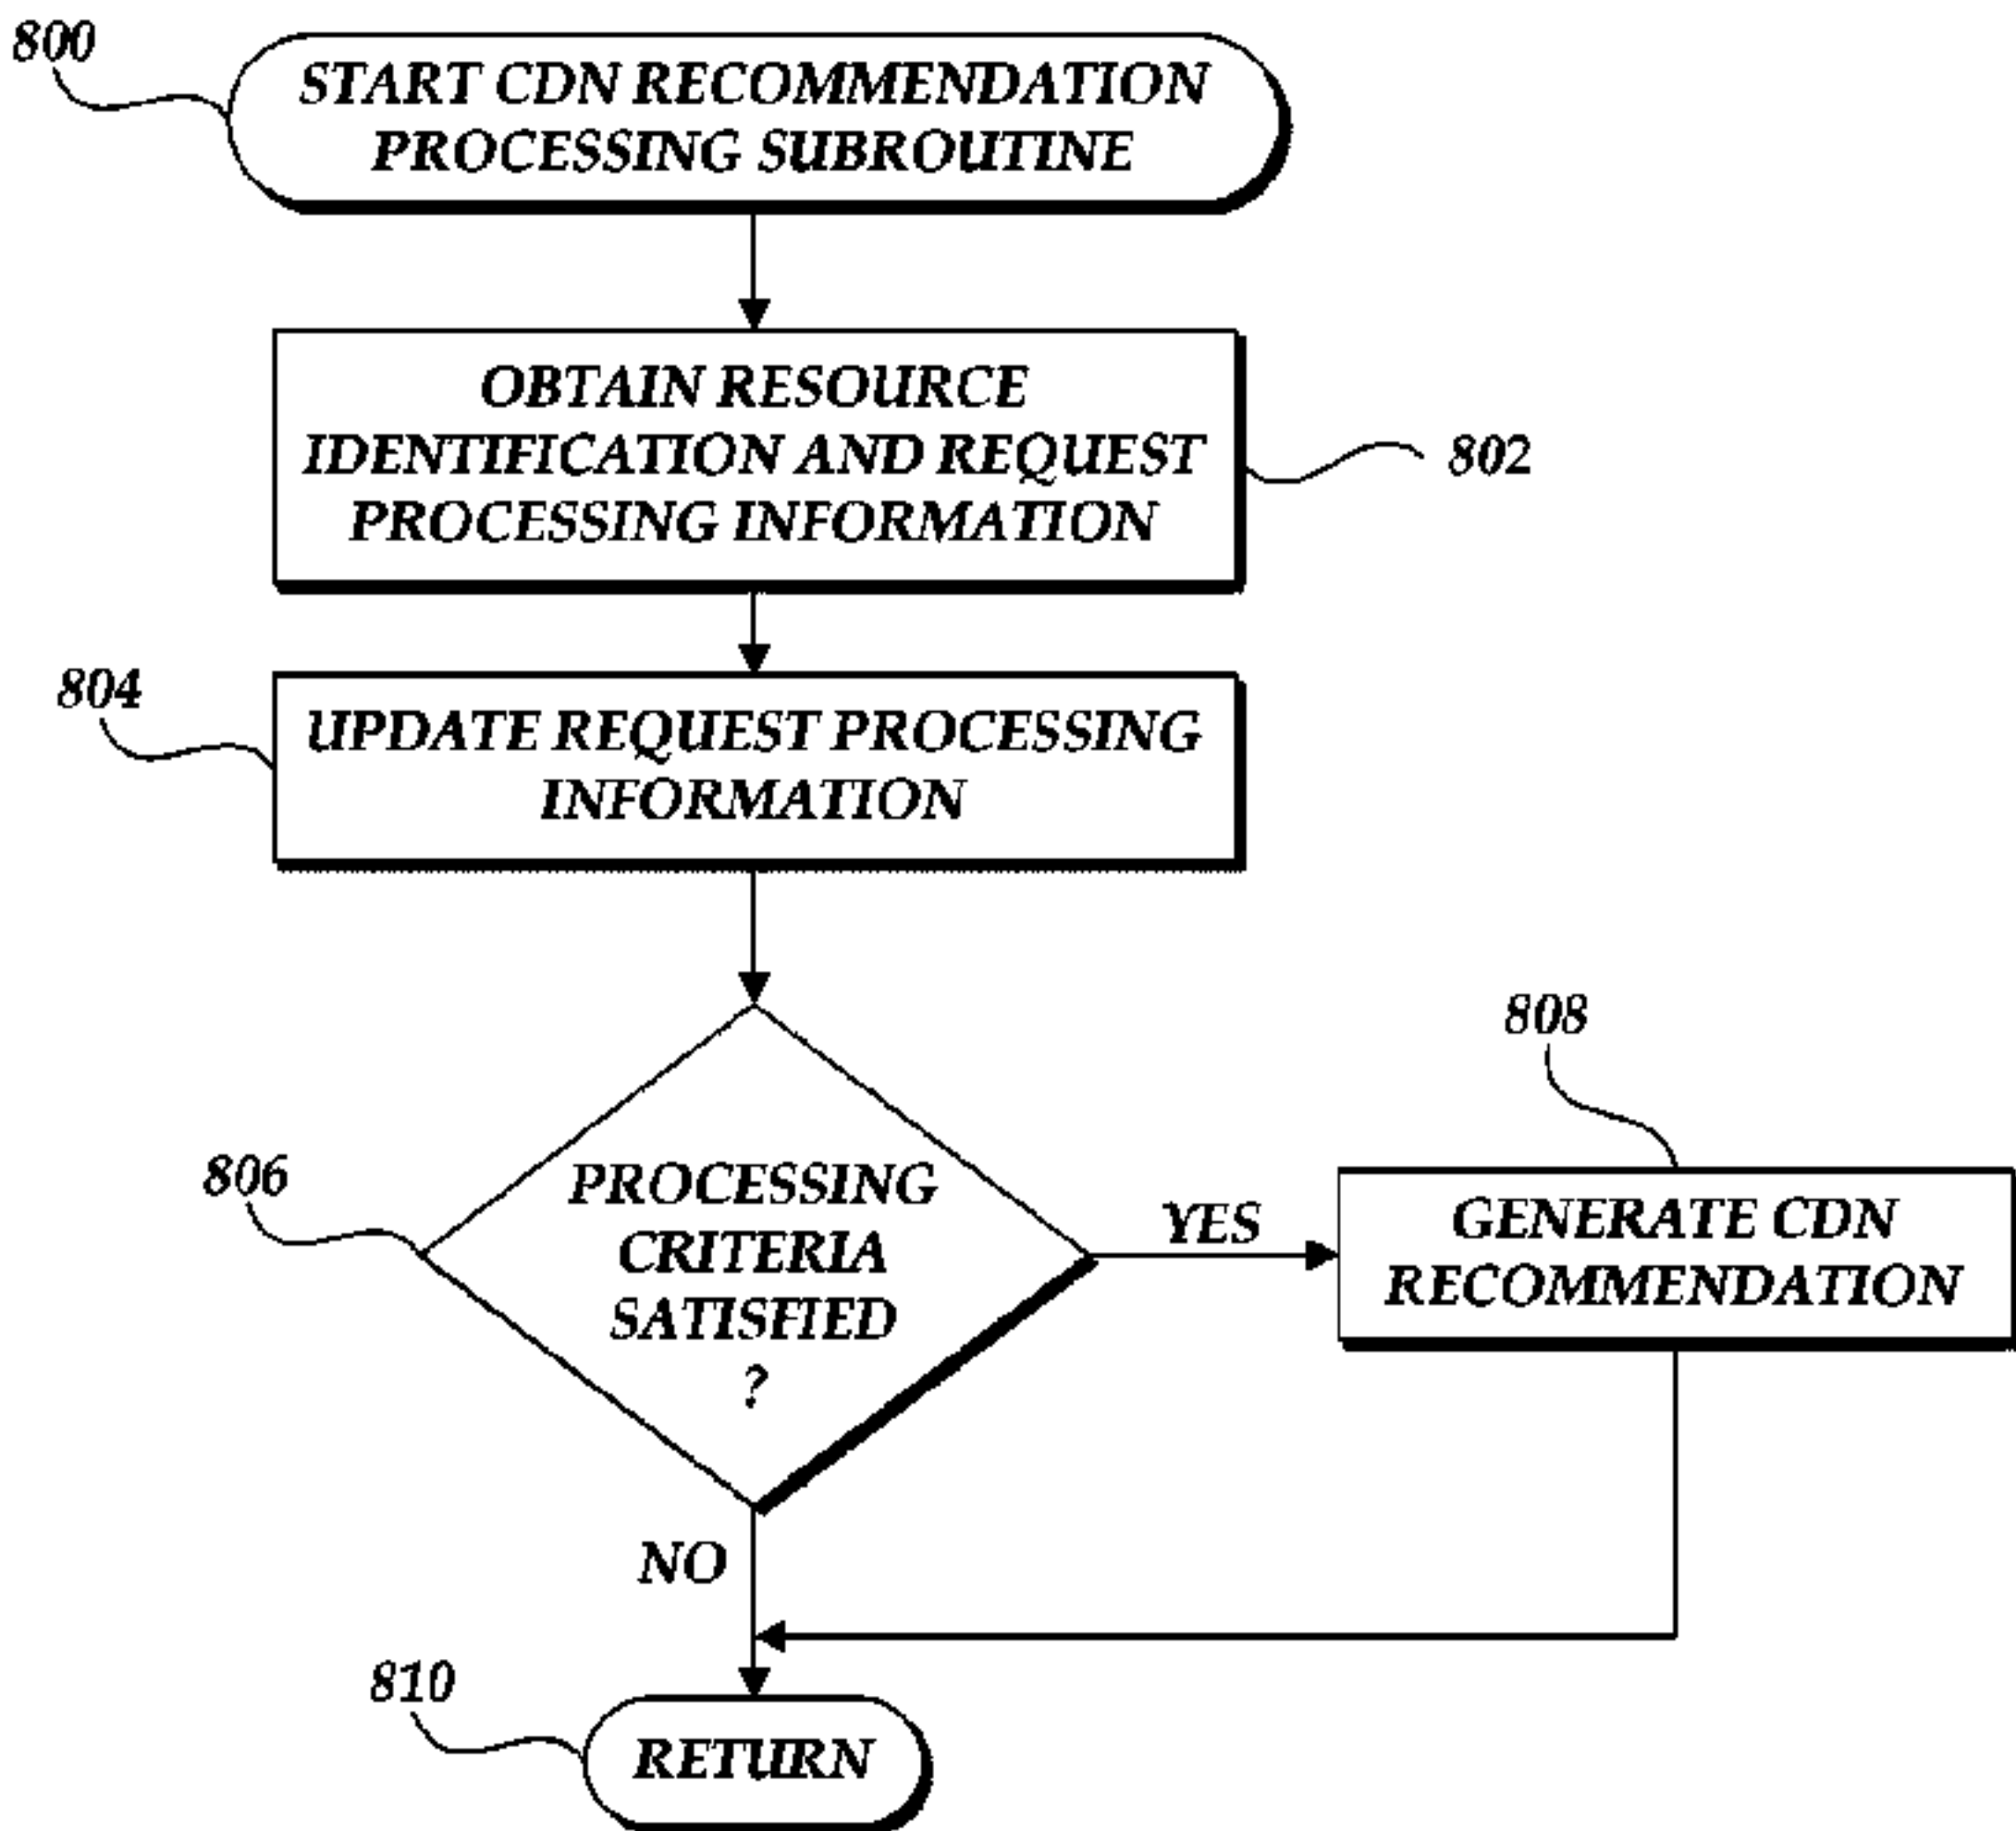 800
START CDN RECOMMENDATION
PROCESSING SUBROUTINE
OBTAIN RESOURCE
IDENTIFICATION AND REQUEST
PROCESSING INFORMATION
802
804
UPDATE REQUEST PROCESSING
INFORMATION
806
PROCESSING
CRITERIA
SATISFIED
?
YES
808
GENERATE CDN
RECOMMENDATION
NO
810
RETURN